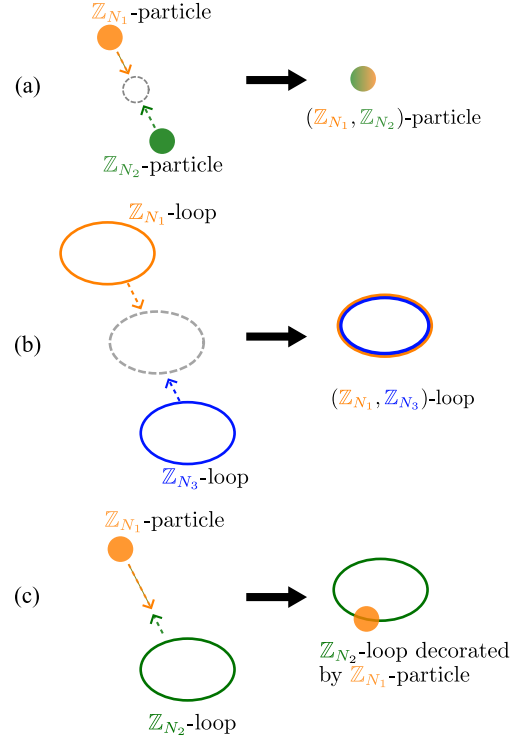 ℤ_{N_1}-particle
(a)
(ℤ_{N_1}, ℤ_{N_2})-particle
ℤ_{N_2}-particle
ℤ_{N_1}-loop
(b)
(ℤ_{N_1}, ℤ_{N_3})-loop
ℤ_{N_3}-loop
ℤ_{N_1}-particle
(c)
ℤ_{N_2}-loop decorated
by ℤ_{N_1}-particle
ℤ_{N_2}-loop